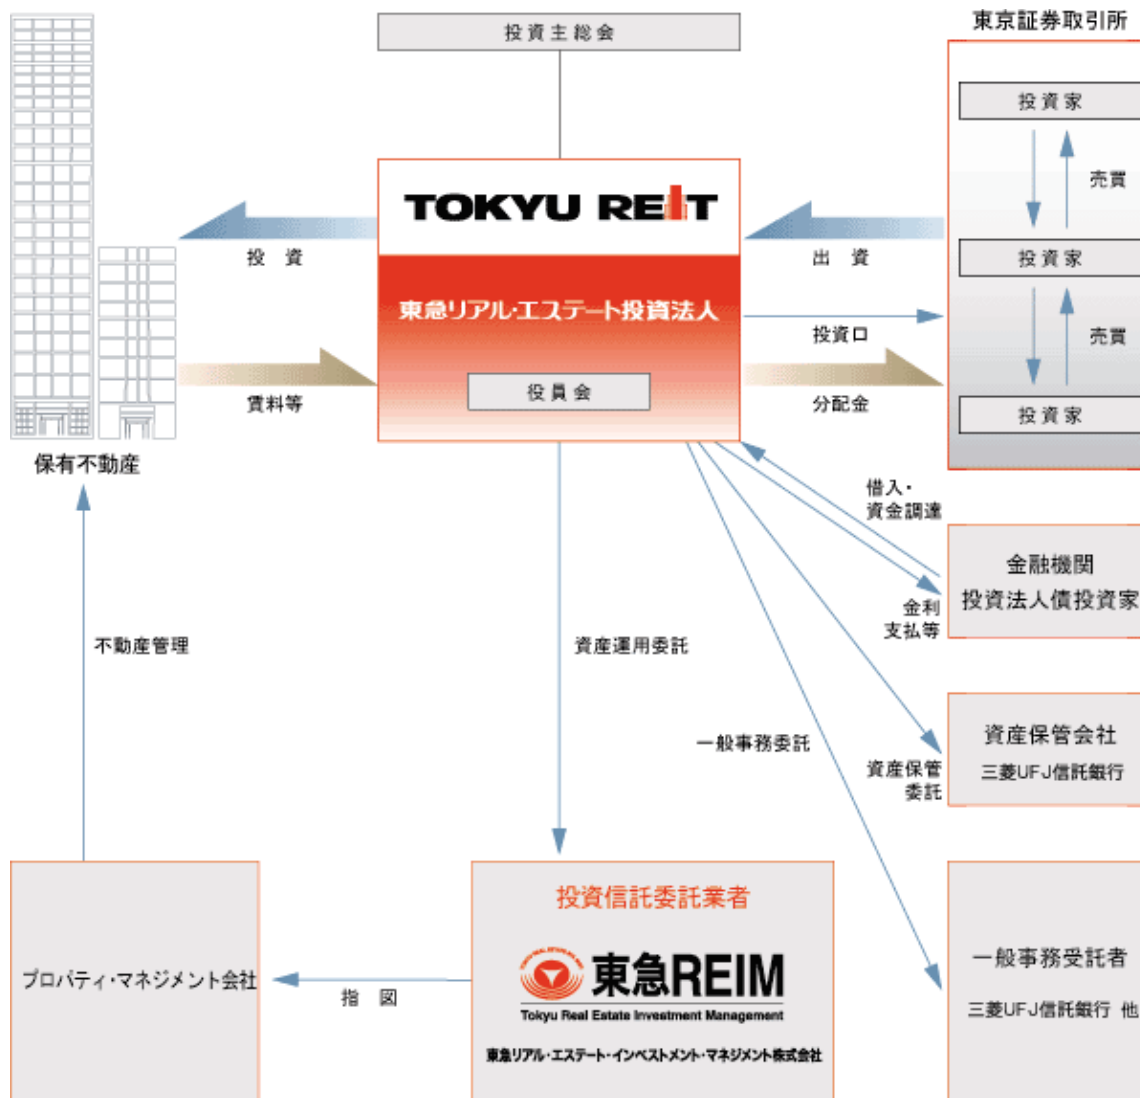 投資主総会
東京証券取引所
投資家
売買
投資家
売買
投資家
TOKYU REIT
東急リアル・エステート投資法人
役員会
投 資
出 資
投資口
賃料等
分配金
保有不動産
借入・
資金調達
金融機関
投資法人債投資家
金利
支払等
不動産管理
資産運用委託
一般事務委託
資産保管
委託
資産保管会社
三菱UFJ信託銀行
プロパティ・マネジメント会社
指 図
投資信託委託業者
東急REIM
Tokyu Real Estate Investment Management
東急リアル・エステート・インベストメント・マネジメント株式会社
一般事務受託者
三菱UFJ信託銀行 他